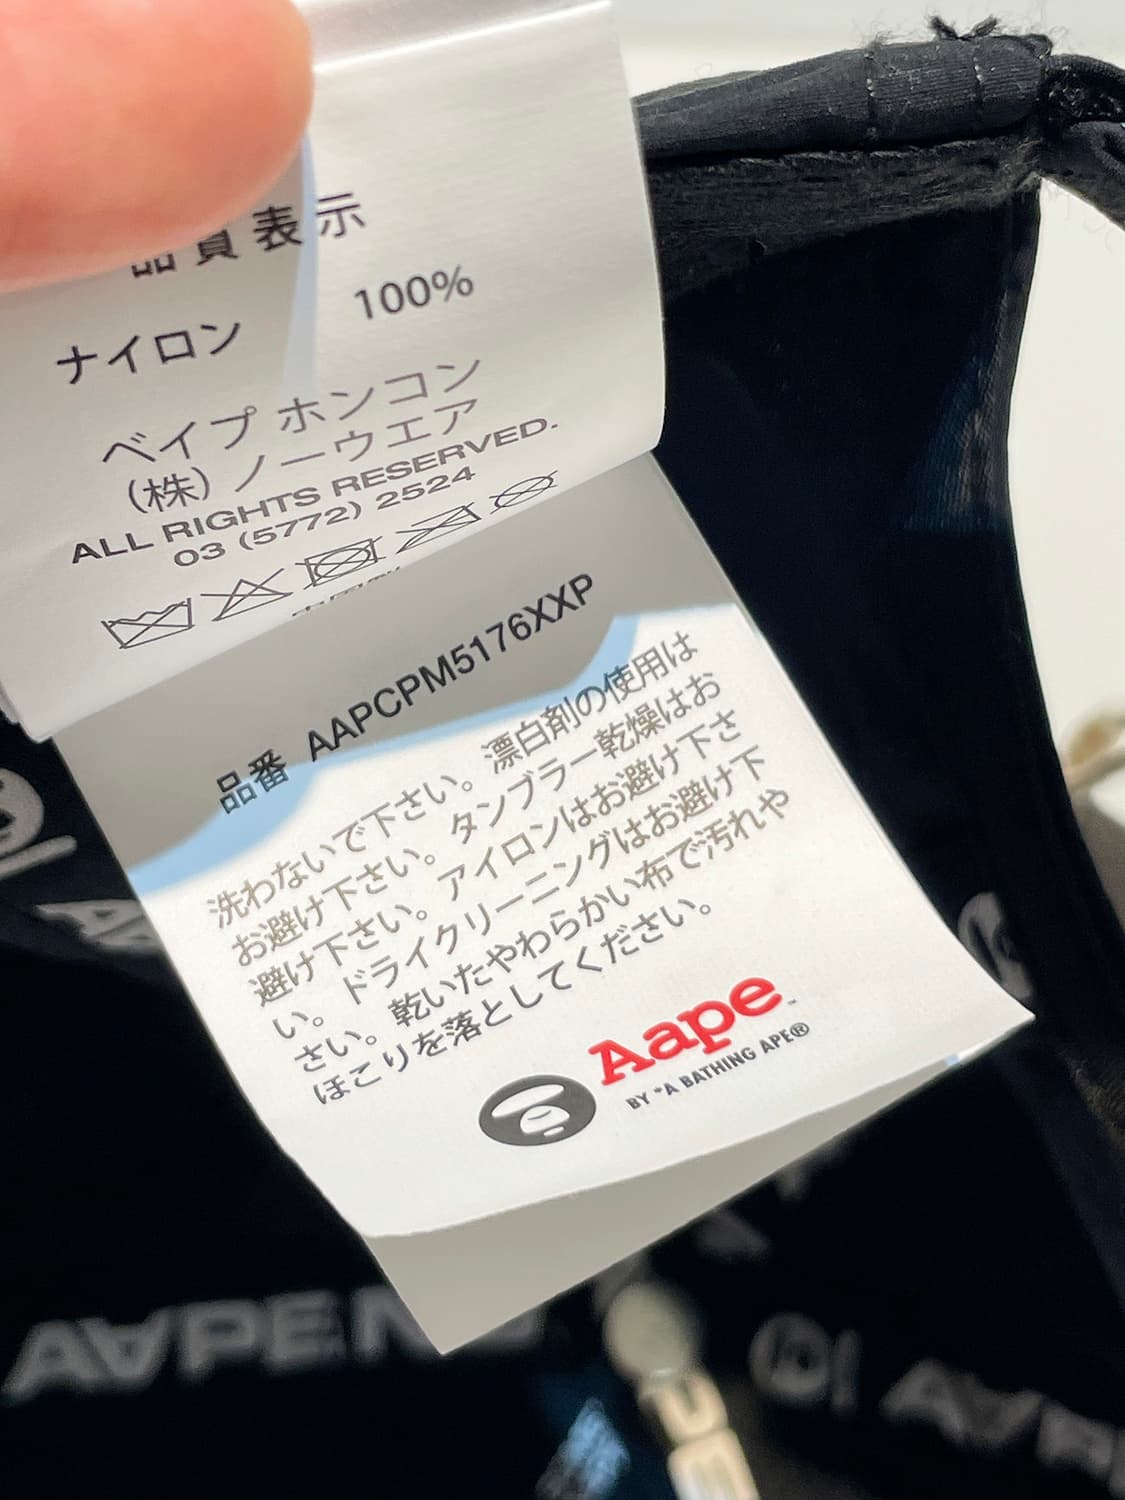 品質表示
ナイロン 100%
ベイプ ホンコン
(株) ノーウエア
ALL RIGHTS RESERVED.
03 (5772) 2524
品番 AAPCPM5176XXP
洗わないで下さい。漂白剤の使用は
お避け下さい。タンブラー乾燥はお
避け下さい。アイロンはお避け下さ
い。ドライクリーニングはお避け下
さい。乾いたやわらかい布で汚れや
ほこりを落としてください。
Aape
BY *A BATHING APE®